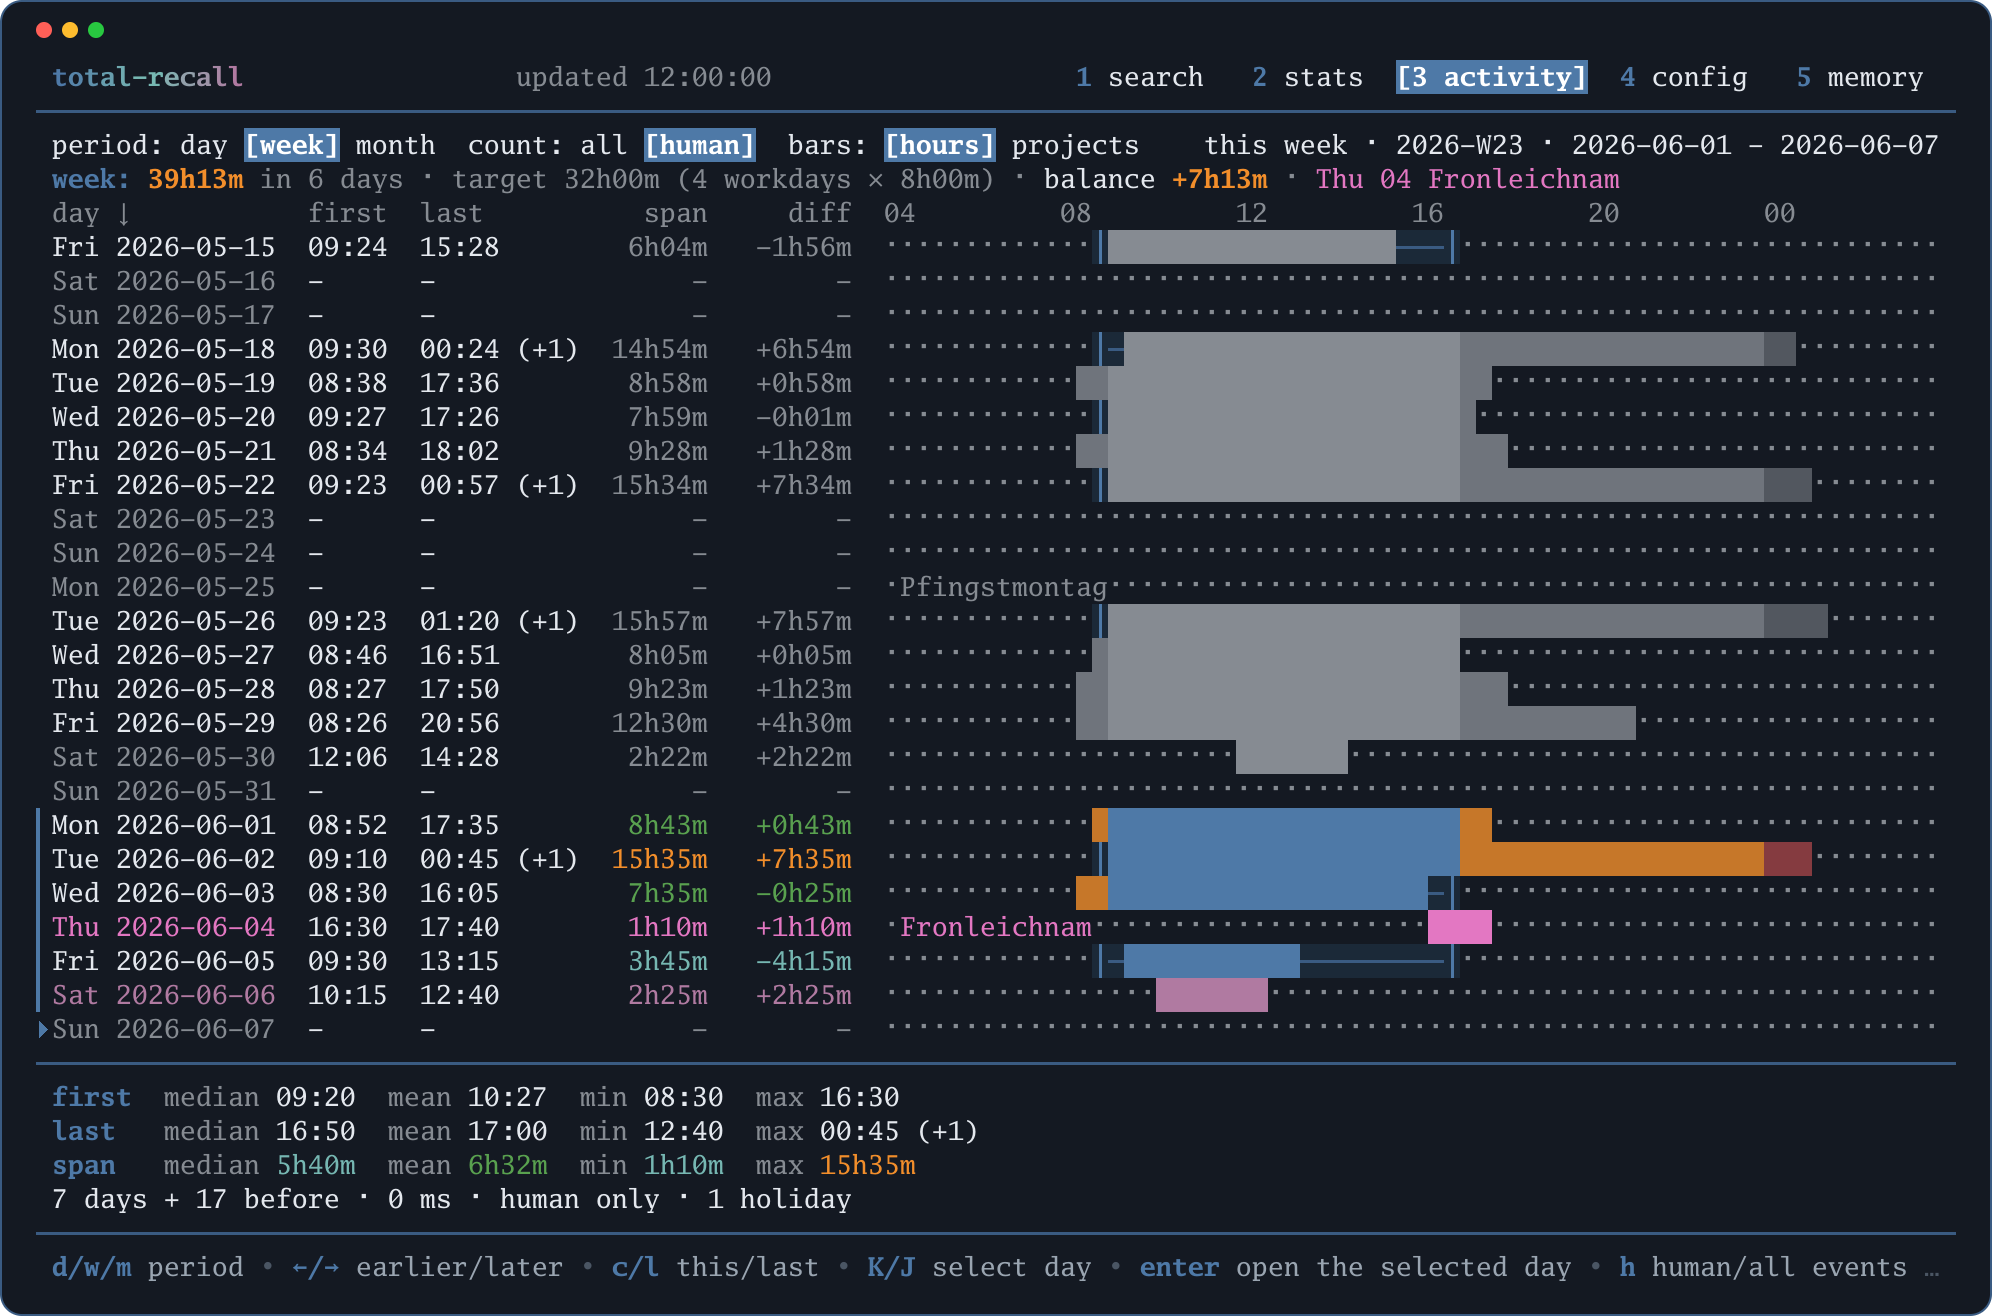 total-recall updated 12:00:00 1 search 2 stats [3 activity] 4 config 5 memory
period: day [week] month count: all [human] bars: [hours] projects this week · 2026-W23 · 2026-06-01 – 2026-06-07
week: 39h13m in 6 days · target 32h00m (4 workdays × 8h00m) · balance +7h13m · Thu 04 Fronleichnam
day ↓ first last span diff 04 08 12 16 20 00
Fri 2026-05-15 09:24 15:28 6h04m −1h56m
Sat 2026-05-16 – – – –
Sun 2026-05-17 – – – –
Mon 2026-05-18 09:30 00:24 (+1) 14h54m +6h54m
Tue 2026-05-19 08:38 17:36 8h58m +0h58m
Wed 2026-05-20 09:27 17:26 7h59m −0h01m
Thu 2026-05-21 08:34 18:02 9h28m +1h28m
Fri 2026-05-22 09:23 00:57 (+1) 15h34m +7h34m
Sat 2026-05-23 – – – –
Sun 2026-05-24 – – – –
Mon 2026-05-25 – – – – Pfingstmontag
Tue 2026-05-26 09:23 01:20 (+1) 15h57m +7h57m
Wed 2026-05-27 08:46 16:51 8h05m +0h05m
Thu 2026-05-28 08:27 17:50 9h23m +1h23m
Fri 2026-05-29 08:26 20:56 12h30m +4h30m
Sat 2026-05-30 12:06 14:28 2h22m +2h22m
Sun 2026-05-31 – – – –
Mon 2026-06-01 08:52 17:35 8h43m +0h43m
Tue 2026-06-02 09:10 00:45 (+1) 15h35m +7h35m
Wed 2026-06-03 08:30 16:05 7h35m −0h25m
Thu 2026-06-04 16:30 17:40 1h10m +1h10m Fronleichnam
Fri 2026-06-05 09:30 13:15 3h45m −4h15m
Sat 2026-06-06 10:15 12:40 2h25m +2h25m
Sun 2026-06-07 – – – –
first median 09:20 mean 10:27 min 08:30 max 16:30
last median 16:50 mean 17:00 min 12:40 max 00:45 (+1)
span median 5h40m mean 6h32m min 1h10m max 15h35m
7 days + 17 before · 0 ms · human only · 1 holiday
d/w/m period • ←/→ earlier/later • c/l this/last • K/J select day • enter open the selected day • h human/all events …